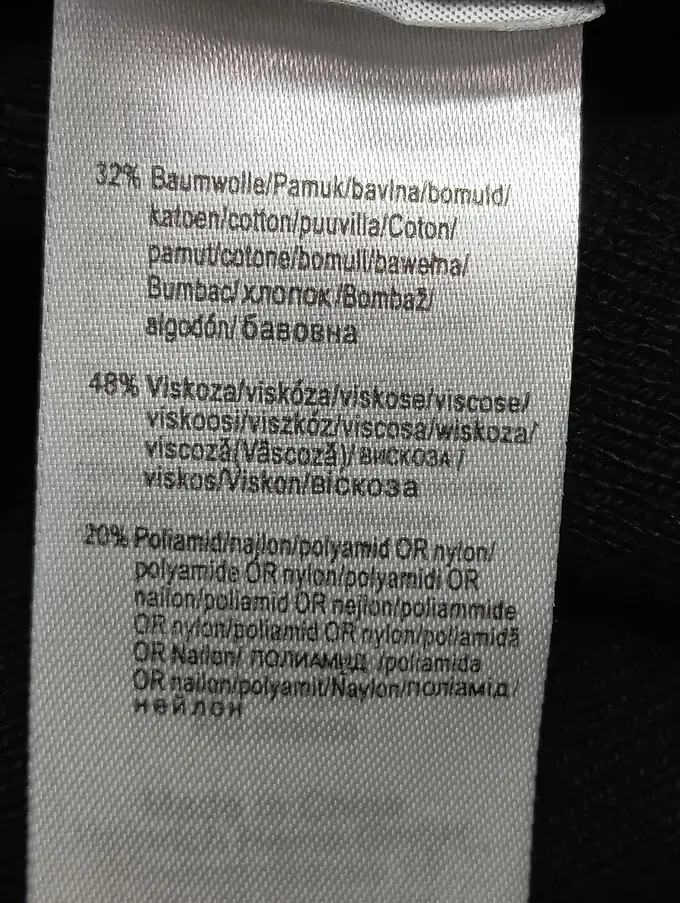 32% Baumwolle/Pamuk/bavlna/bomuld/
katoen/cotton/puuvilla/Coton/
pamut/cotone/bomull/bawełna/
Bumbac/хлопок/Bombaž/
algodón/бавовна
48% Viskoza/viskóza/viskose/viscose/
viskoosi/viszkóz/viscosa/wiskoza/
viscoză(Vâscoză)/вискоза/
viskos/Viskon/віскоза
20% Poliamid/najlon/polyamid OR nylon/
polyamide OR nylon/polyamidi OR
nailon/poliamid OR nejlon/poliammide
OR nylon/poliamid OR nylon/poliamidă
OR Nailon/ ПОЛИАМИД /poliamida
OR nailon/polyamit/Naylon/поліамід/
нейлон